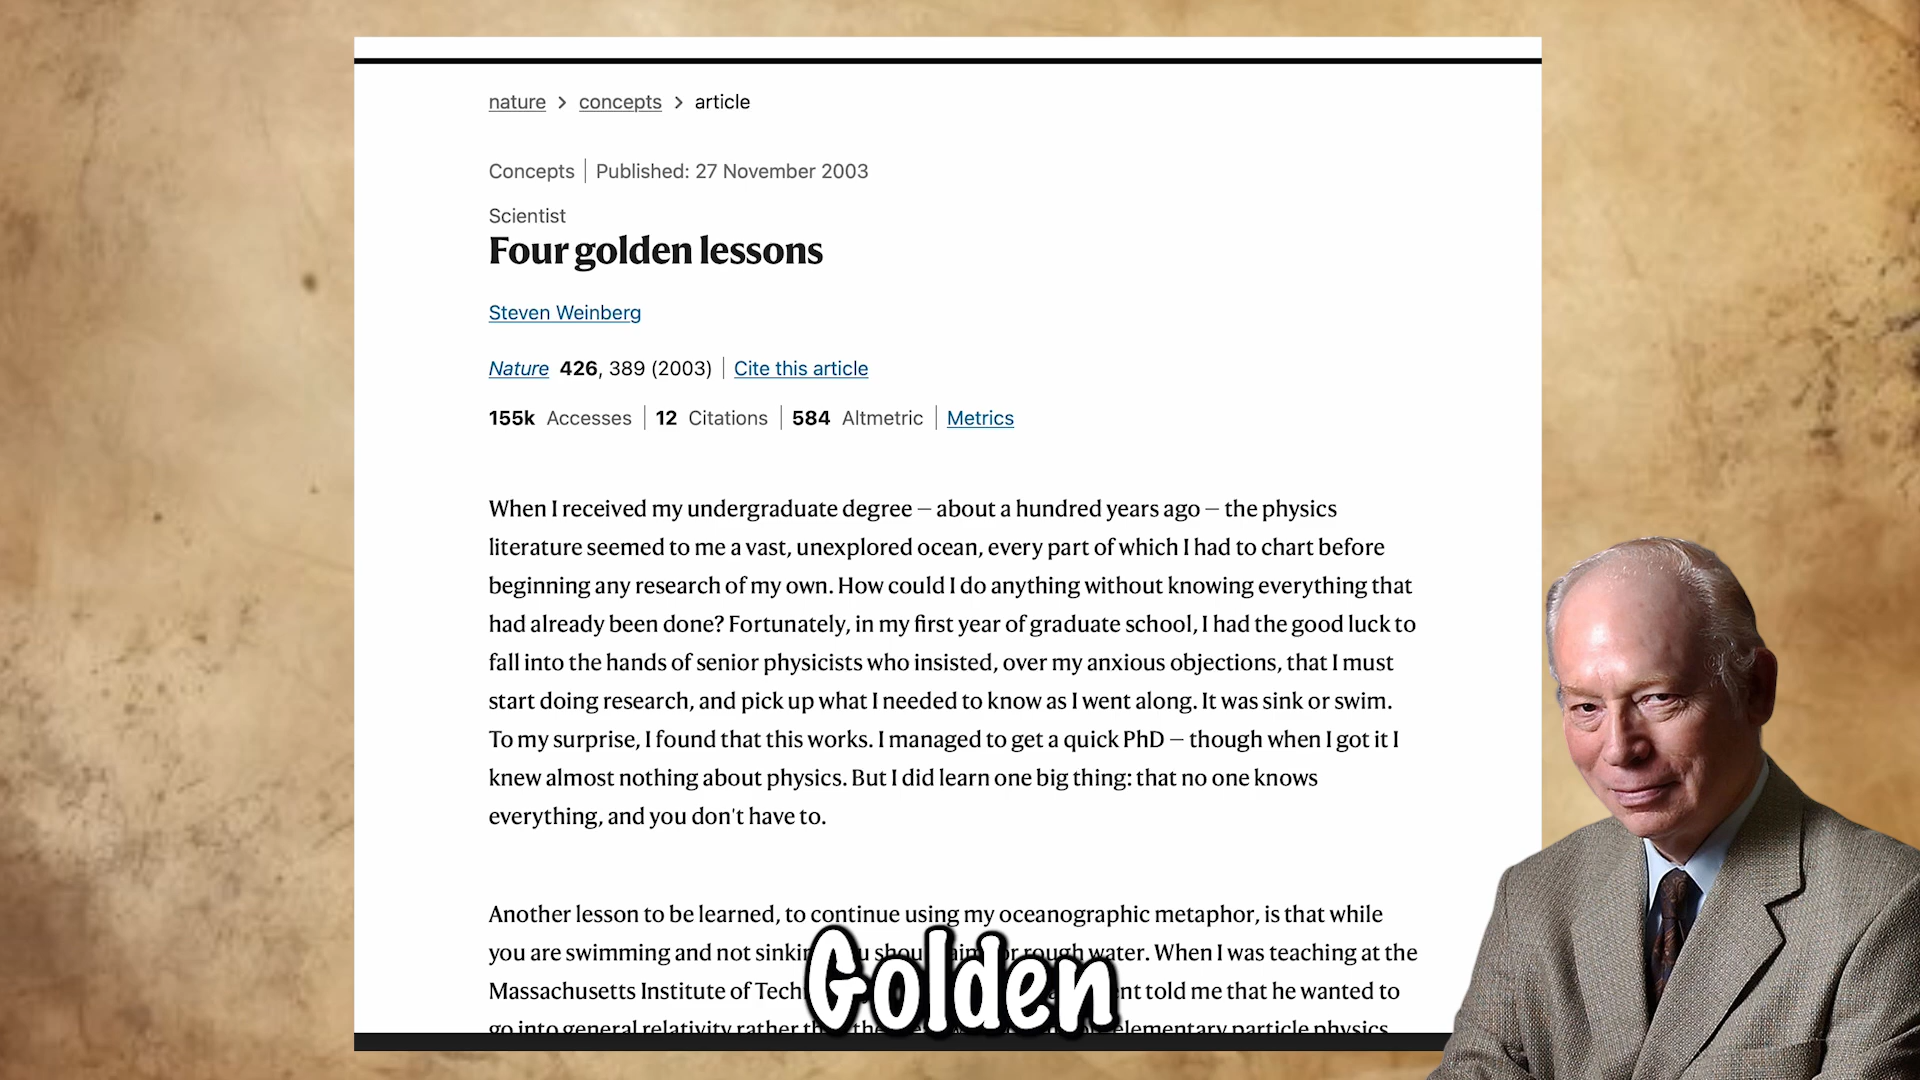 nature > concepts > article
Concepts | Published: 27 November 2003
Scientist
Four golden lessons
Steven Weinberg
Nature 426, 389 (2003) | Cite this article
155k Accesses | 12 Citations | 584 Altmetric | Metrics
When I received my undergraduate degree — about a hundred years ago — the physics
literature seemed to me a vast, unexplored ocean, every part of which I had to chart before
beginning any research of my own. How could I do anything without knowing everything that
had already been done? Fortunately, in my first year of graduate school, I had the good luck to
fall into the hands of senior physicists who insisted, over my anxious objections, that I must
start doing research, and pick up what I needed to know as I went along. It was sink or swim.
To my surprise, I found that this works. I managed to get a quick PhD — though when I got it I
knew almost nothing about physics. But I did learn one big thing: that no one knows
everything, and you don't have to.
Another lesson to be learned, to continue using my oceanographic metaphor, is that while
you are swimming and not rough water. When I was teaching at the
Massachusetts Institute of told me that he wanted to
go into general relativity rather elementary particle physics
Golden